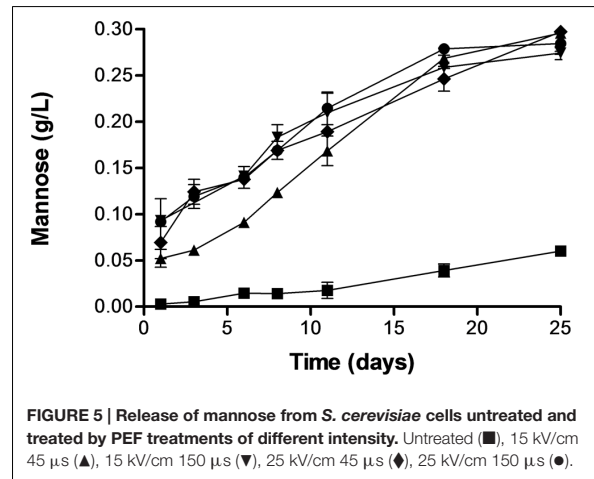 0.30
0.25
0.20
0.15
0.10
0.05
0.00
Mannose (g/L)
0 5 10 15 20 25
Time (days)
FIGURE 5 | Release of mannose from S. cerevisiae cells untreated and
treated by PEF treatments of different intensity. Untreated (■), 15 kV/cm
45 μs (▲), 15 kV/cm 150 μs (▼), 25 kV/cm 45 μs (♦), 25 kV/cm 150 μs (●).